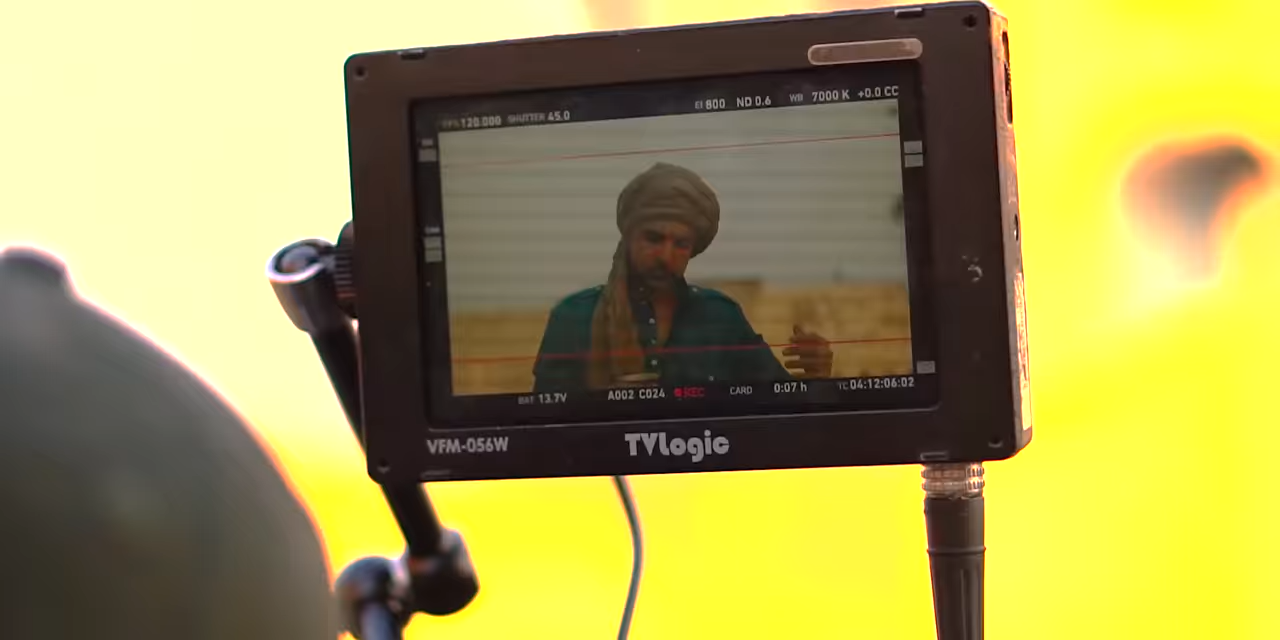 FPS 120.000 SHUTTER 45.0 EI 800 ND 0.6 WB 7000 K +0.0 CC
BAT 13.7V A002 C024 REC CARD 0:07 h TC 04:12:06:02
VFM-056W TVLogic